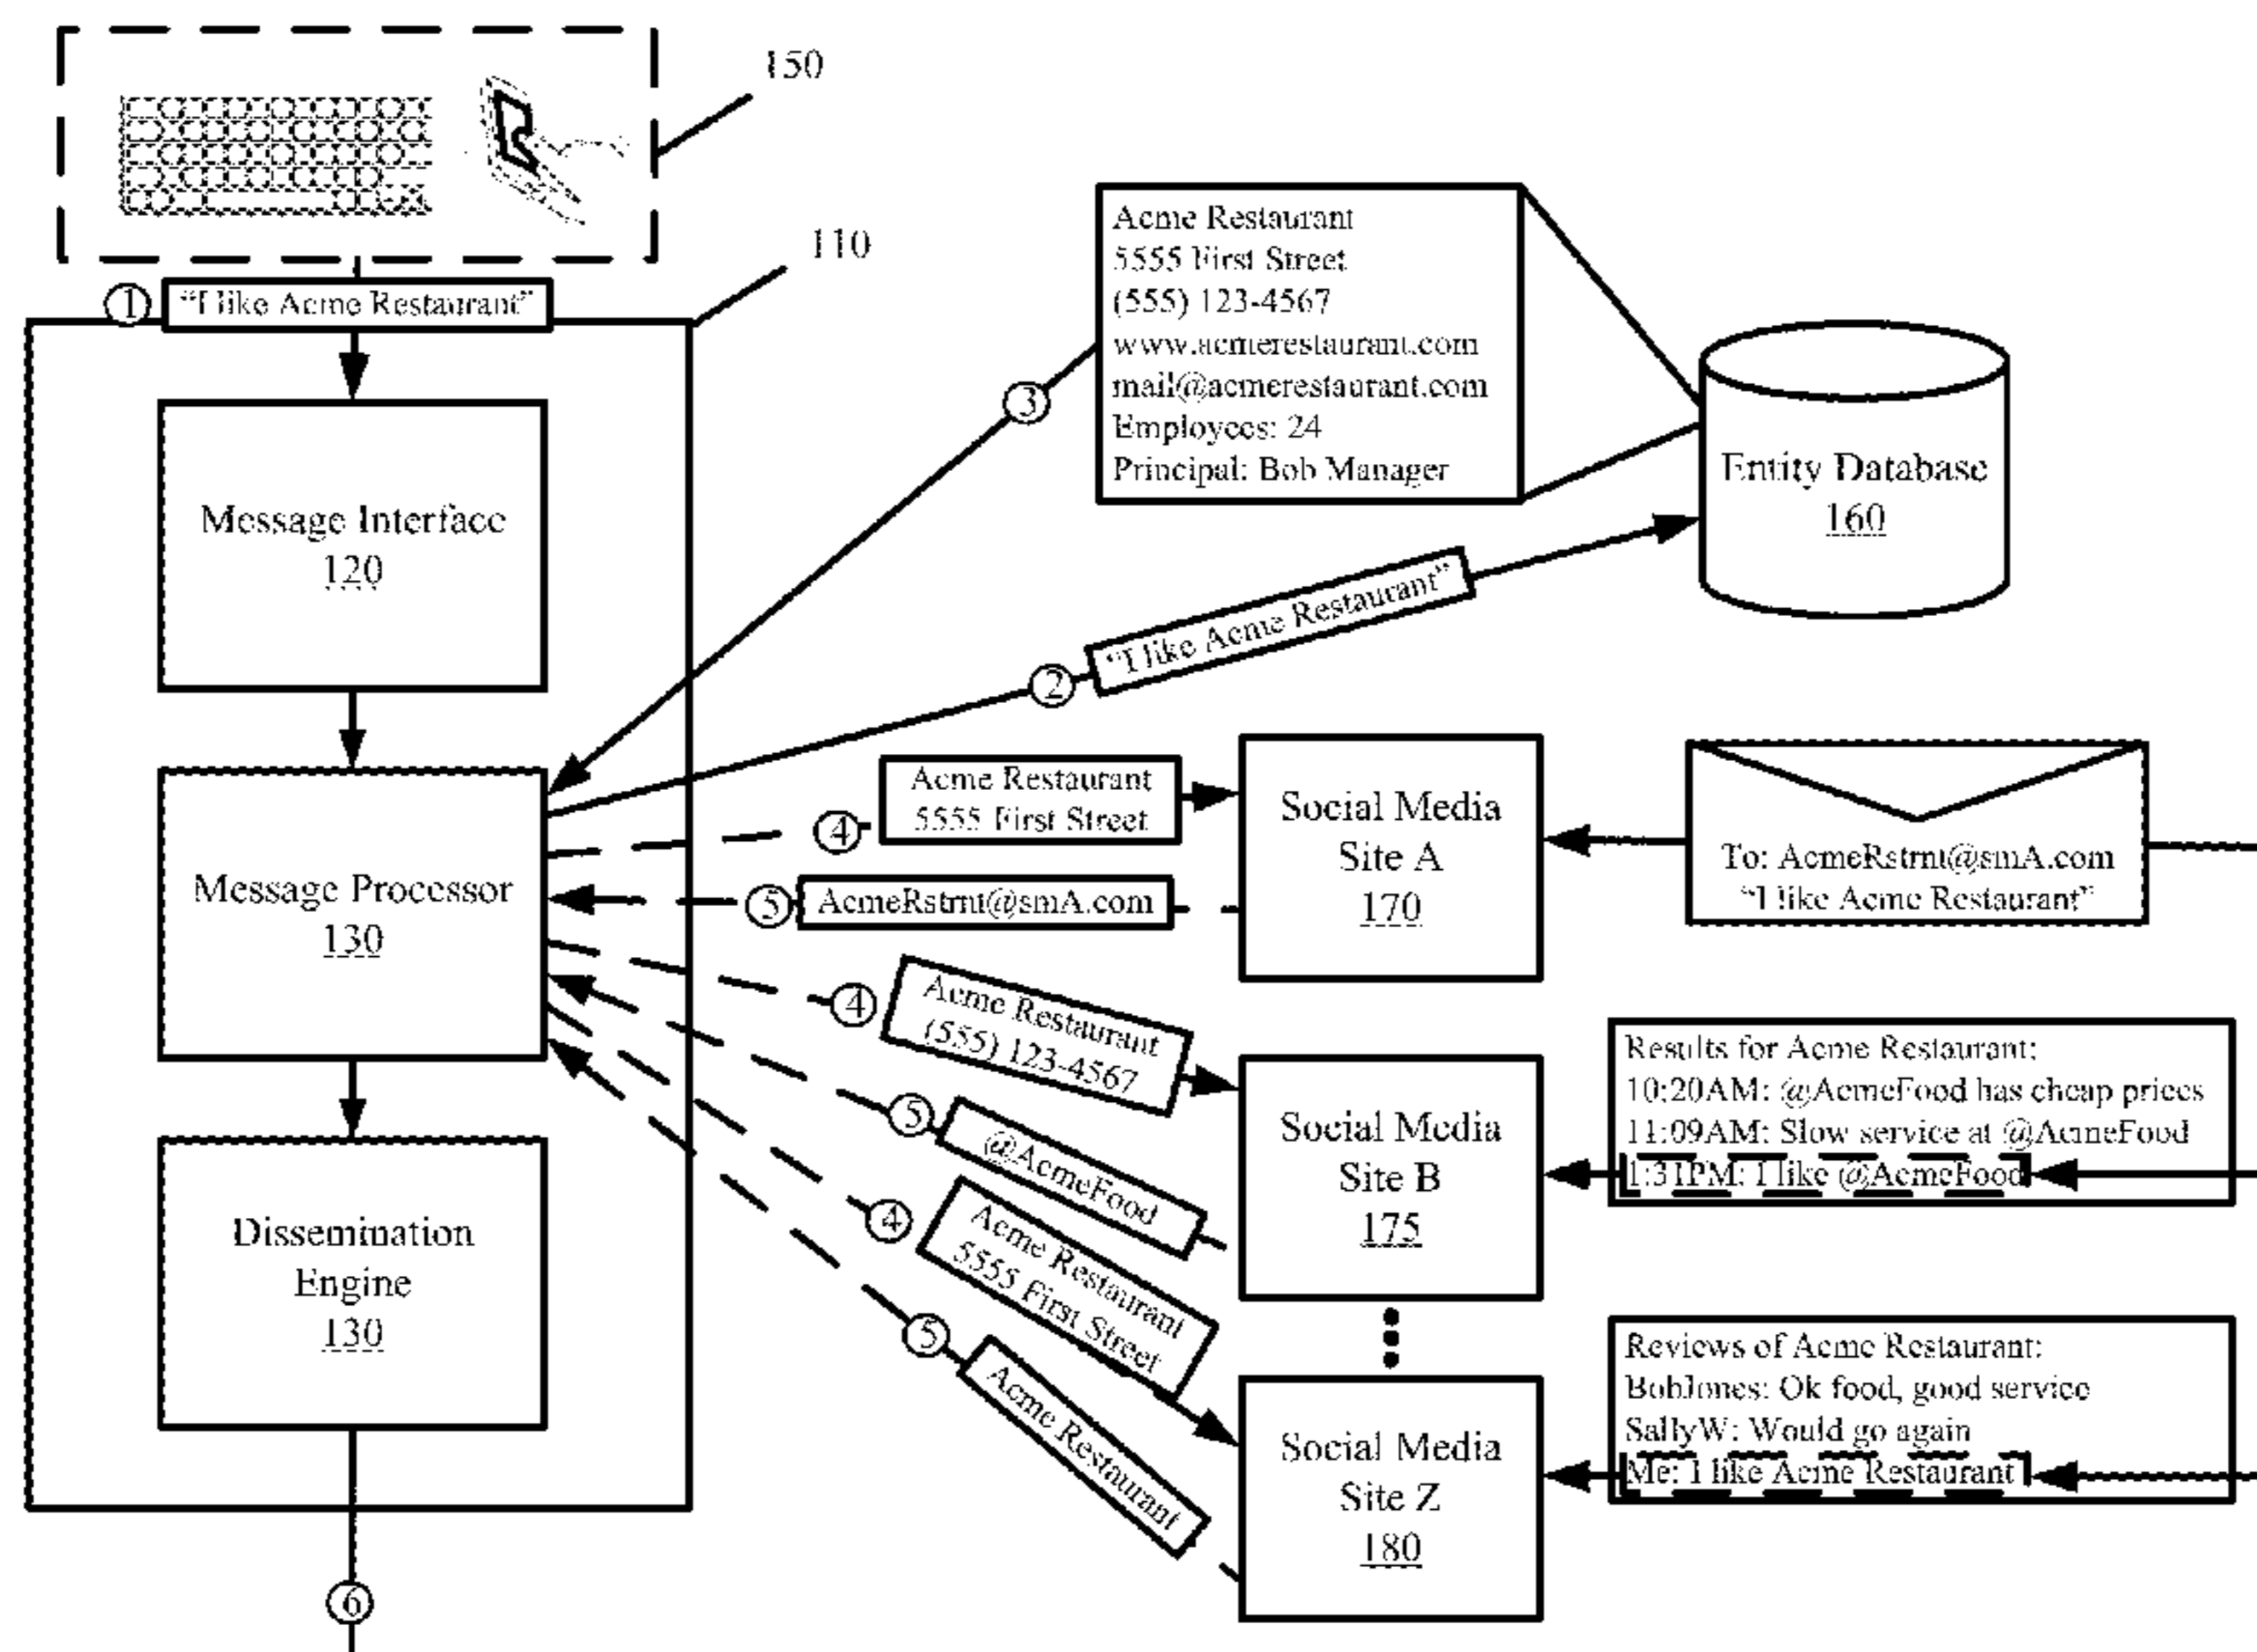 150
110
①
“I like Acme Restaurant”
Message Interface
120
Message Processor
130
Dissemination
Engine
130
⑥
Acme Restaurant
5555 First Street
(555) 123-4567
www.acmerestaurant.com
mail@acmerestaurant.com
Employees: 24
Principal: Bob Manager
③
Entity Database
160
②
“I like Acme Restaurant”
④
Acme Restaurant
5555 First Street
⑤
AcmeRstrnt@smA.com
Social Media
Site A
170
To: AcmeRstrnt@smA.com
“I like Acme Restaurant”
④
Acme Restaurant
(555) 123-4567
⑤
@AcmeFood
Social Media
Site B
175
Results for Acme Restaurant:
10:20AM: @AcmeFood has cheap prices
11:09AM: Slow service at @AcmeFood
1:31PM: I like @AcmeFood
④
Acme Restaurant
5555 First Street
⑤
Acme Restaurant
Social Media
Site Z
180
Reviews of Acme Restaurant:
BobJones: Ok food, good service
SallyW: Would go again
Me: I like Acme Restaurant